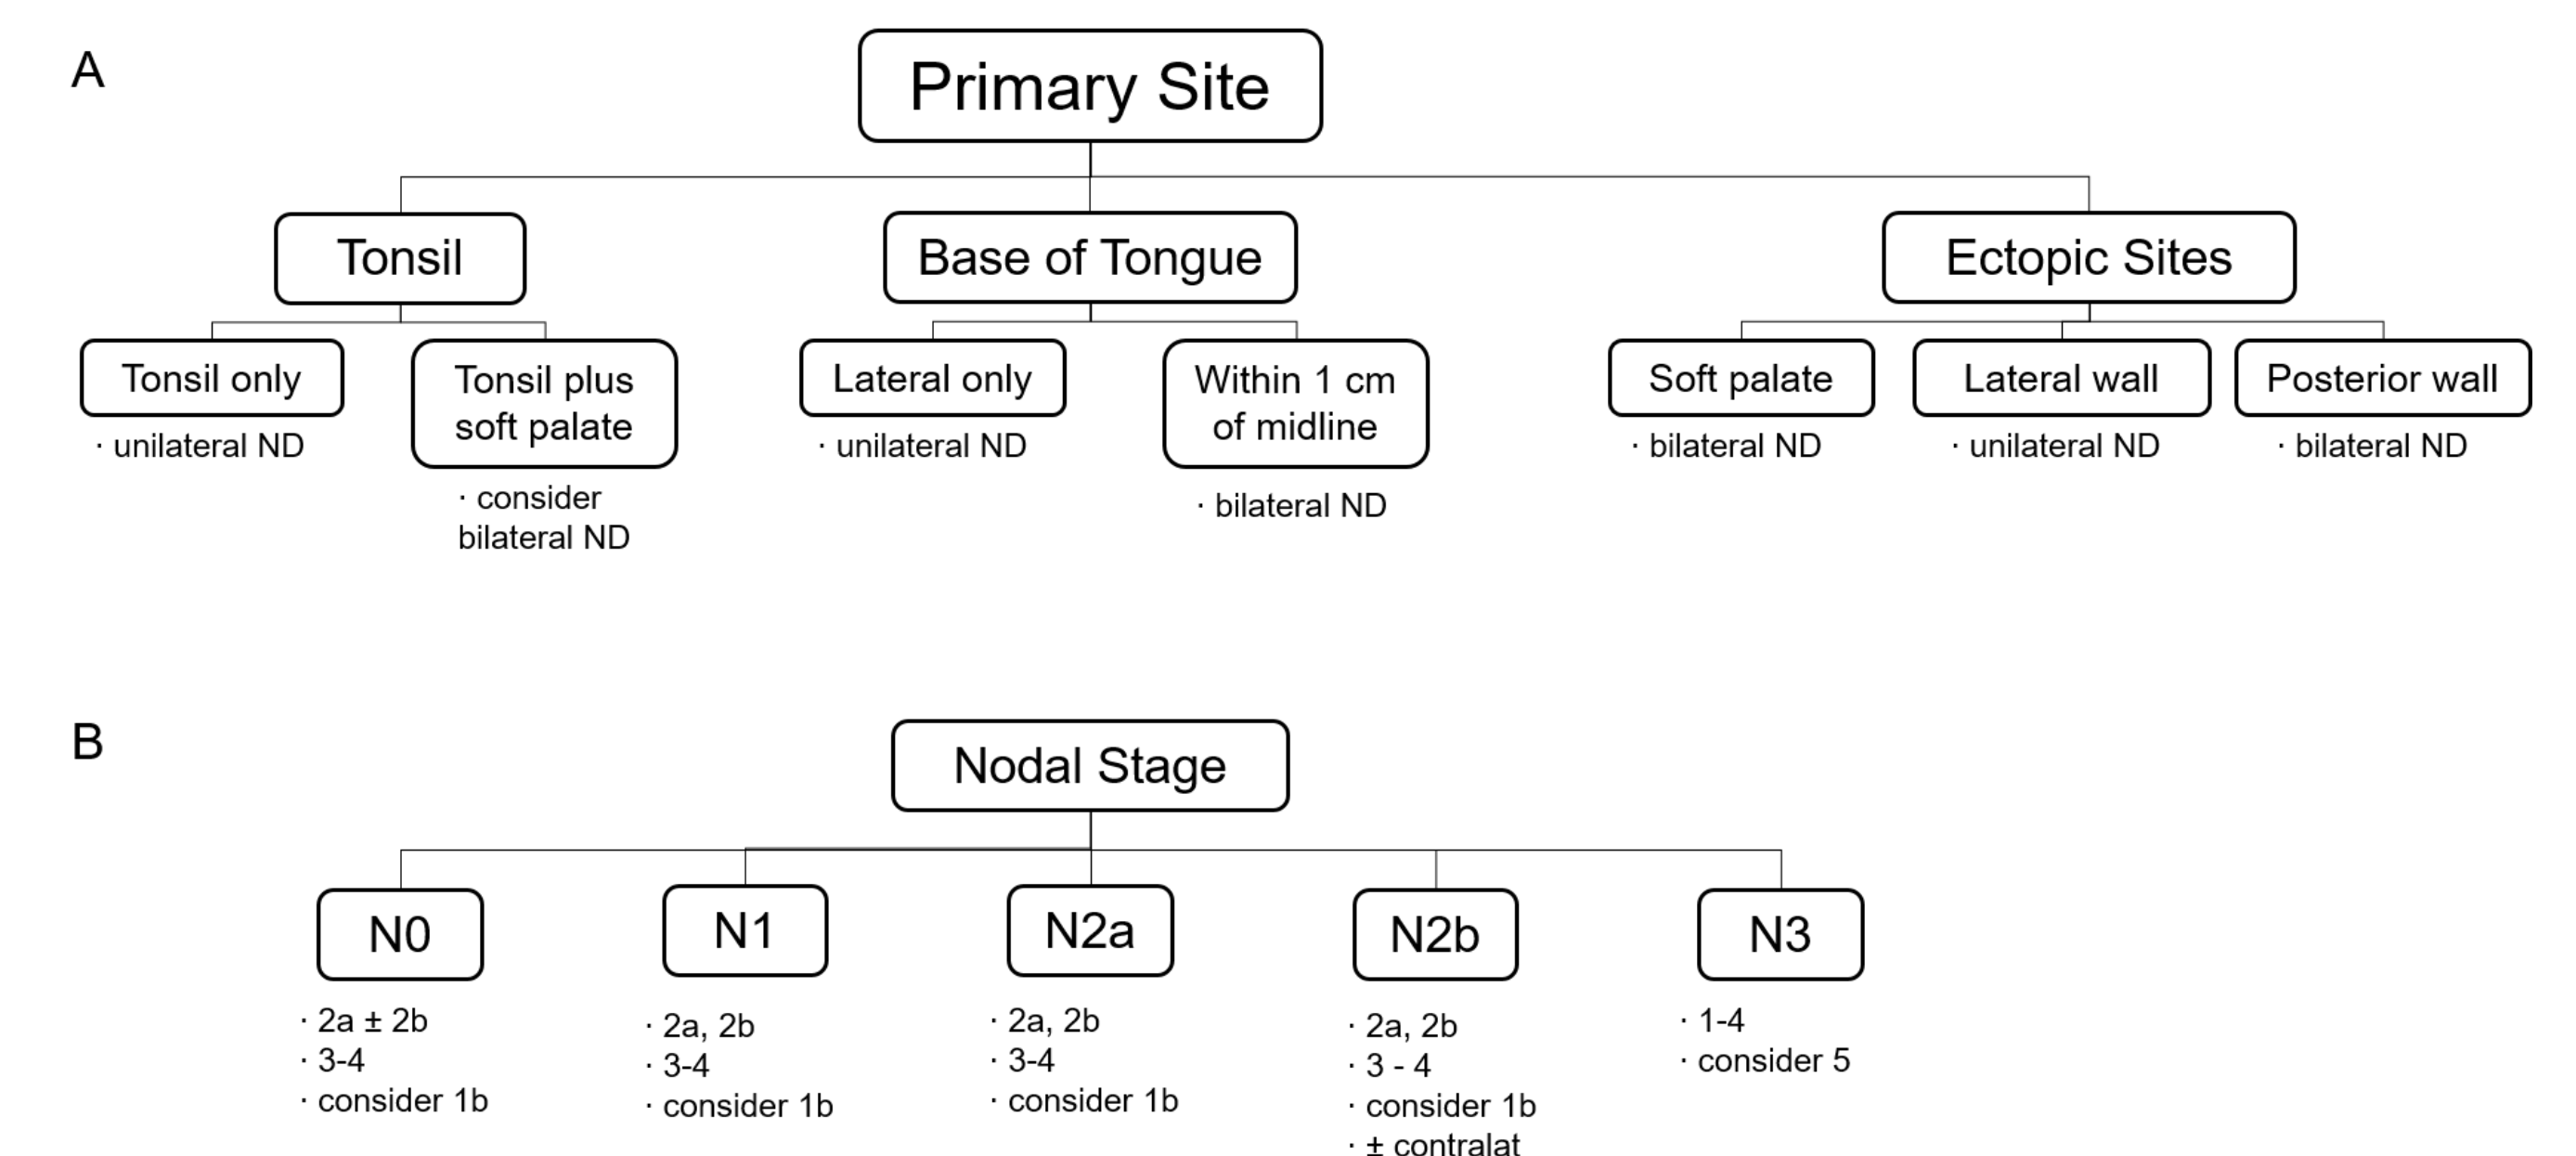 A
Primary Site
Tonsil
Base of Tongue
Ectopic Sites
Tonsil only
· unilateral ND
Tonsil plus
soft palate
· consider
bilateral ND
Lateral only
· unilateral ND
Within 1 cm
of midline
· bilateral ND
Soft palate
· bilateral ND
Lateral wall
· unilateral ND
Posterior wall
· bilateral ND
B
Nodal Stage
N0
· 2a ± 2b
· 3-4
· consider 1b
N1
· 2a, 2b
· 3-4
· consider 1b
N2a
· 2a, 2b
· 3-4
· consider 1b
N2b
· 2a, 2b
· 3 - 4
· consider 1b
· ± contralat
N3
· 1-4
· consider 5